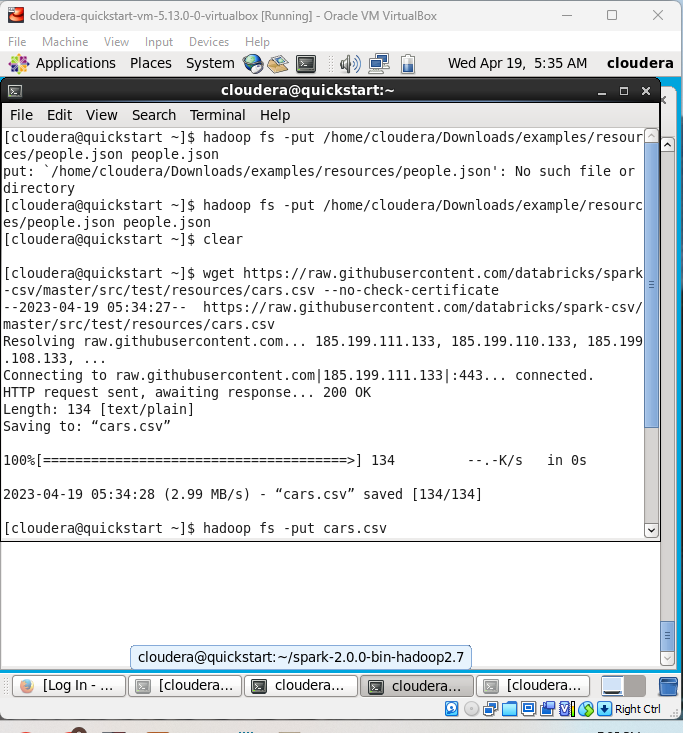 cloudera-quickstart-vm-5.13.0-0-virtualbox [Running] - Oracle VM VirtualBox
File Machine View Input Devices Help
Applications Places System Wed Apr 19, 5:35 AM cloudera
cloudera@quickstart:~
File Edit View Search Terminal Help
[cloudera@quickstart ~]$ hadoop fs -put /home/cloudera/Downloads/examples/resour
ces/people.json people.json
put: `/home/cloudera/Downloads/examples/resources/people.json': No such file or
directory
[cloudera@quickstart ~]$ hadoop fs -put /home/cloudera/Downloads/example/resourc
es/people.json people.json
[cloudera@quickstart ~]$ clear
[cloudera@quickstart ~]$ wget https://raw.githubusercontent.com/databricks/spark
-csv/master/src/test/resources/cars.csv --no-check-certificate
--2023-04-19 05:34:27--  https://raw.githubusercontent.com/databricks/spark-csv/
master/src/test/resources/cars.csv
Resolving raw.githubusercontent.com... 185.199.111.133, 185.199.110.133, 185.199
.108.133, ...
Connecting to raw.githubusercontent.com|185.199.111.133|:443... connected.
HTTP request sent, awaiting response... 200 OK
Length: 134 [text/plain]
Saving to: “cars.csv”
100%[======================================>] 134 --.-K/s in 0s
2023-04-19 05:34:28 (2.99 MB/s) - “cars.csv” saved [134/134]
[cloudera@quickstart ~]$ hadoop fs -put cars.csv
cloudera@quickstart:~/spark-2.0.0-bin-hadoop2.7
[Log In - ... [cloudera... cloudera... cloudera... [cloudera...
Right Ctrl